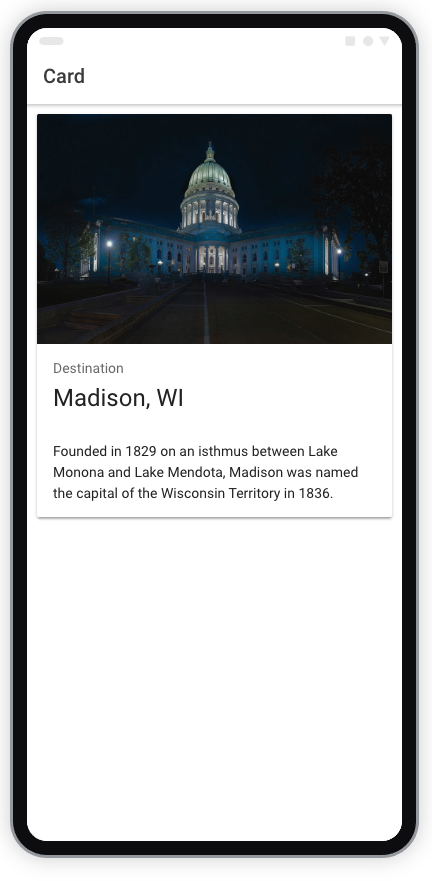 Card
Destination
Madison, WI
Founded in 1829 on an isthmus between Lake
Monona and Lake Mendota, Madison was named
the capital of the Wisconsin Territory in 1836.